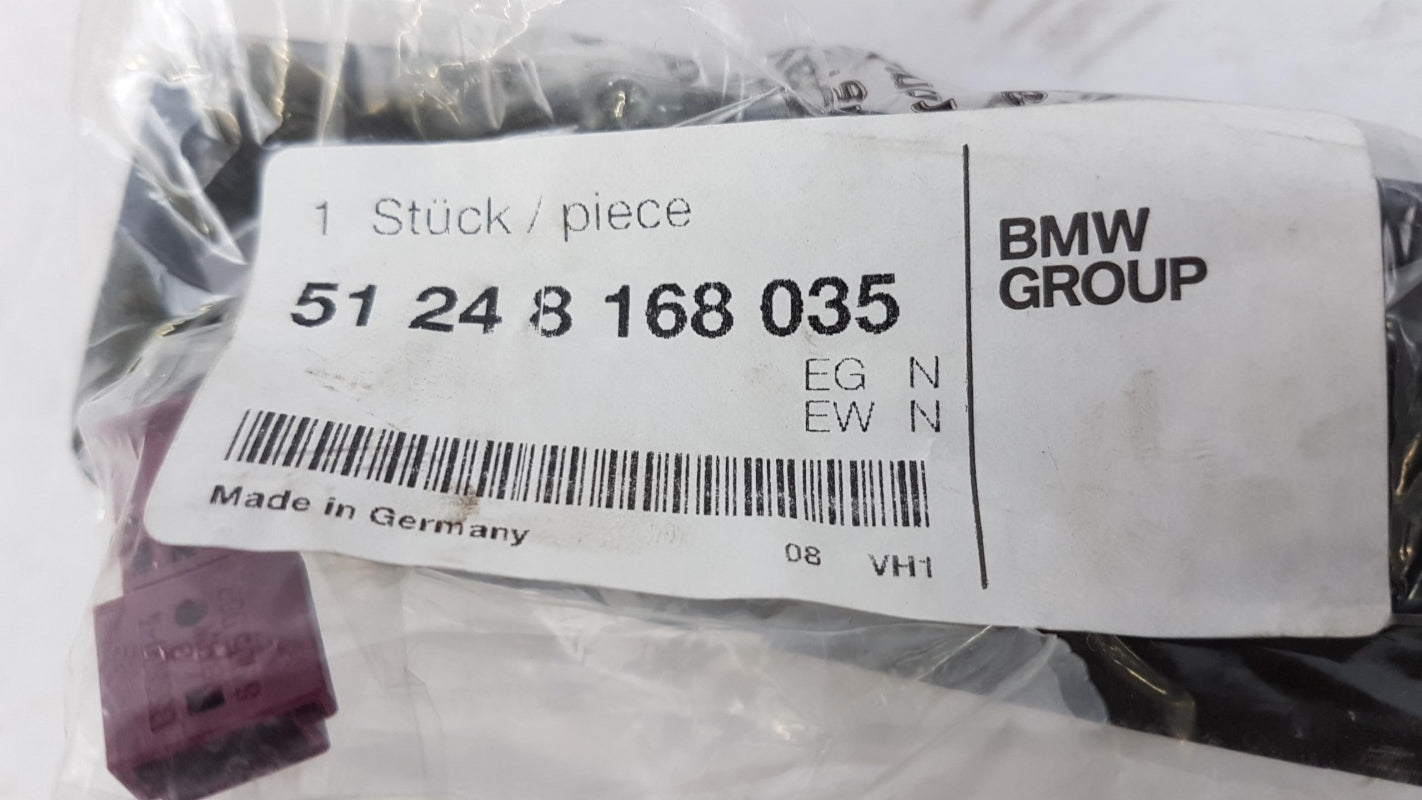 1 Stück / piece
51 24 8 168 035
EG N
EW N
Made in Germany
08 VH1
BMW
GROUP